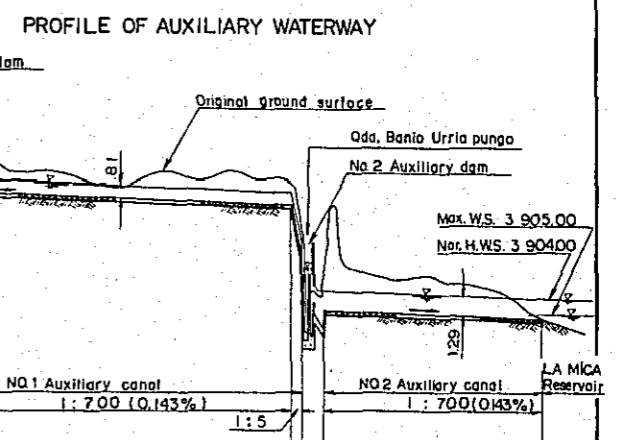 PROFILE OF AUXILIARY WATERWAY
dam
Original ground surface
Qda, Banio Urria pungo
No. 2 Auxiliary dam
.81
Max. W.S. 3 905.00
Nor. H.W.S. 3 904.00
1.29
LA MICA
Reservoir
NO.1 Auxiliary canal
NO.2 Auxiliary canal
1 : 700 (0.143%)
1 : 700(0.143%)
1 : 5